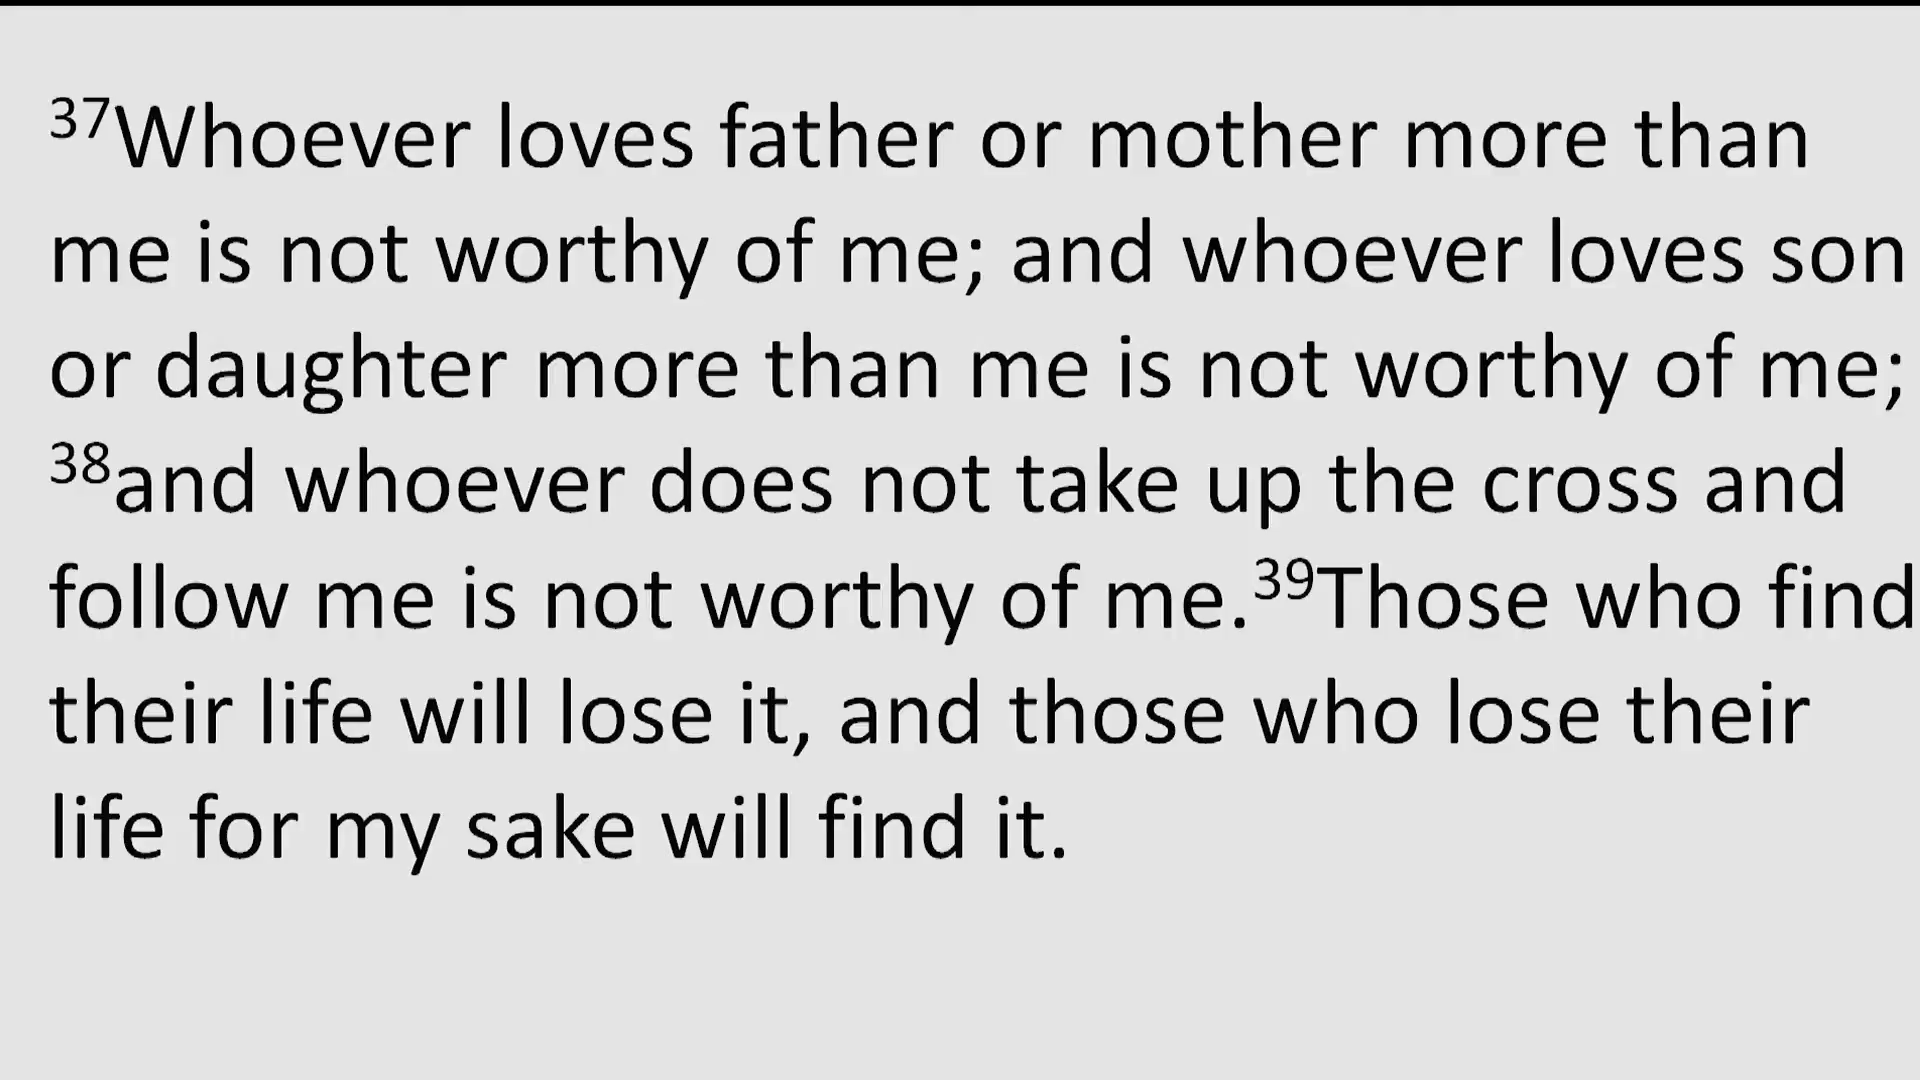 ³⁷Whoever loves father or mother more than
me is not worthy of me; and whoever loves son
or daughter more than me is not worthy of me;
³⁸and whoever does not take up the cross and
follow me is not worthy of me.³⁹Those who find
their life will lose it, and those who lose their
life for my sake will find it.